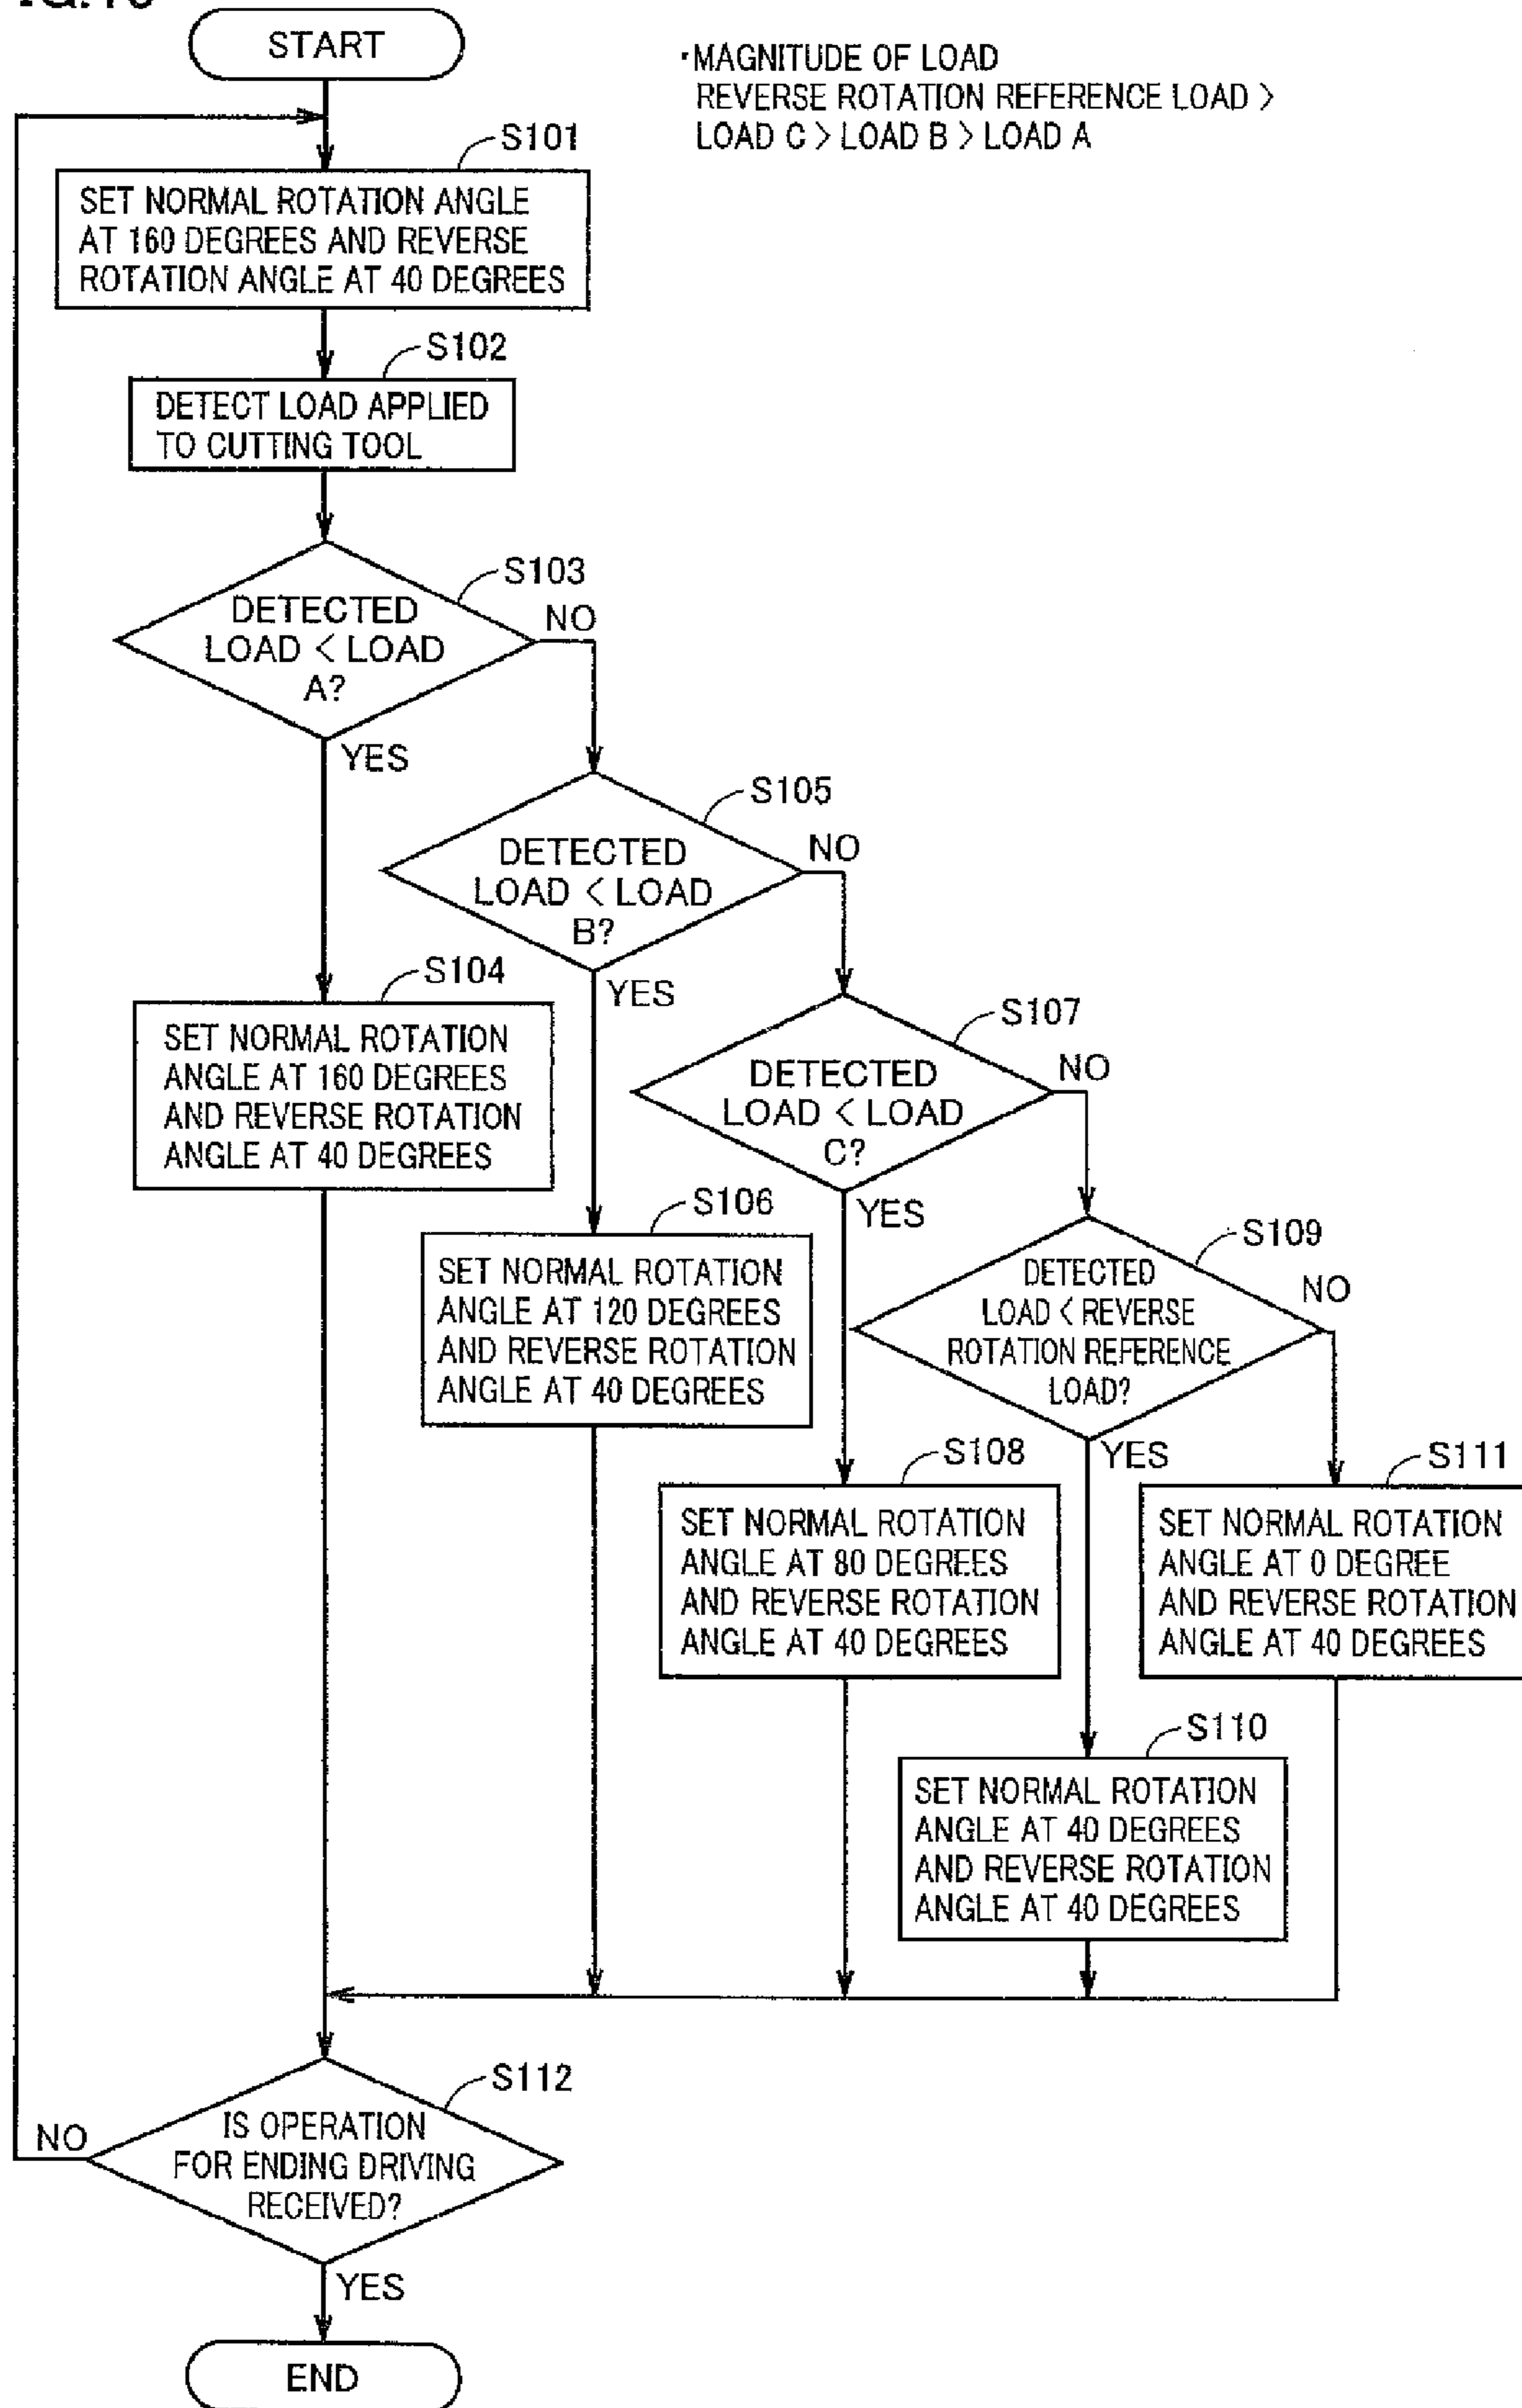 START
・MAGNITUDE OF LOAD
REVERSE ROTATION REFERENCE LOAD >
LOAD C > LOAD B > LOAD A
S101
SET NORMAL ROTATION ANGLE
AT 160 DEGREES AND REVERSE
ROTATION ANGLE AT 40 DEGREES
S102
DETECT LOAD APPLIED
TO CUTTING TOOL
S103
DETECTED
LOAD < LOAD
A?
NO
YES
S105
DETECTED
LOAD < LOAD
B?
NO
YES
S104
SET NORMAL ROTATION
ANGLE AT 160 DEGREES
AND REVERSE ROTATION
ANGLE AT 40 DEGREES
S107
DETECTED
LOAD < LOAD
C?
NO
YES
S106
SET NORMAL ROTATION
ANGLE AT 120 DEGREES
AND REVERSE ROTATION
ANGLE AT 40 DEGREES
S109
DETECTED
LOAD < REVERSE
ROTATION REFERENCE
LOAD?
NO
YES
S108
SET NORMAL ROTATION
ANGLE AT 80 DEGREES
AND REVERSE ROTATION
ANGLE AT 40 DEGREES
S111
SET NORMAL ROTATION
ANGLE AT 0 DEGREE
AND REVERSE ROTATION
ANGLE AT 40 DEGREES
S110
SET NORMAL ROTATION
ANGLE AT 40 DEGREES
AND REVERSE ROTATION
ANGLE AT 40 DEGREES
S112
IS OPERATION
FOR ENDING DRIVING
RECEIVED?
NO
YES
END